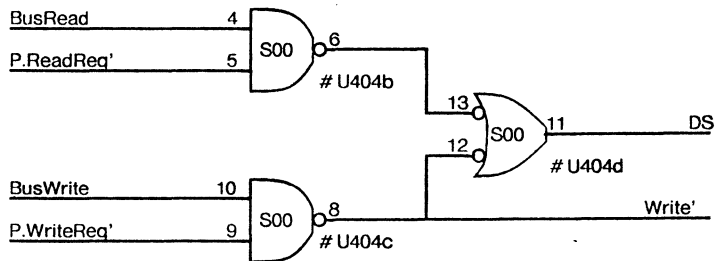 BusRead 4
P.ReadReq' 5
S00 6
# U404b
13
12
S00 11 DS
# U404d
BusWrite 10
P.WriteReq' 9
S00 8 Write'
# U404c